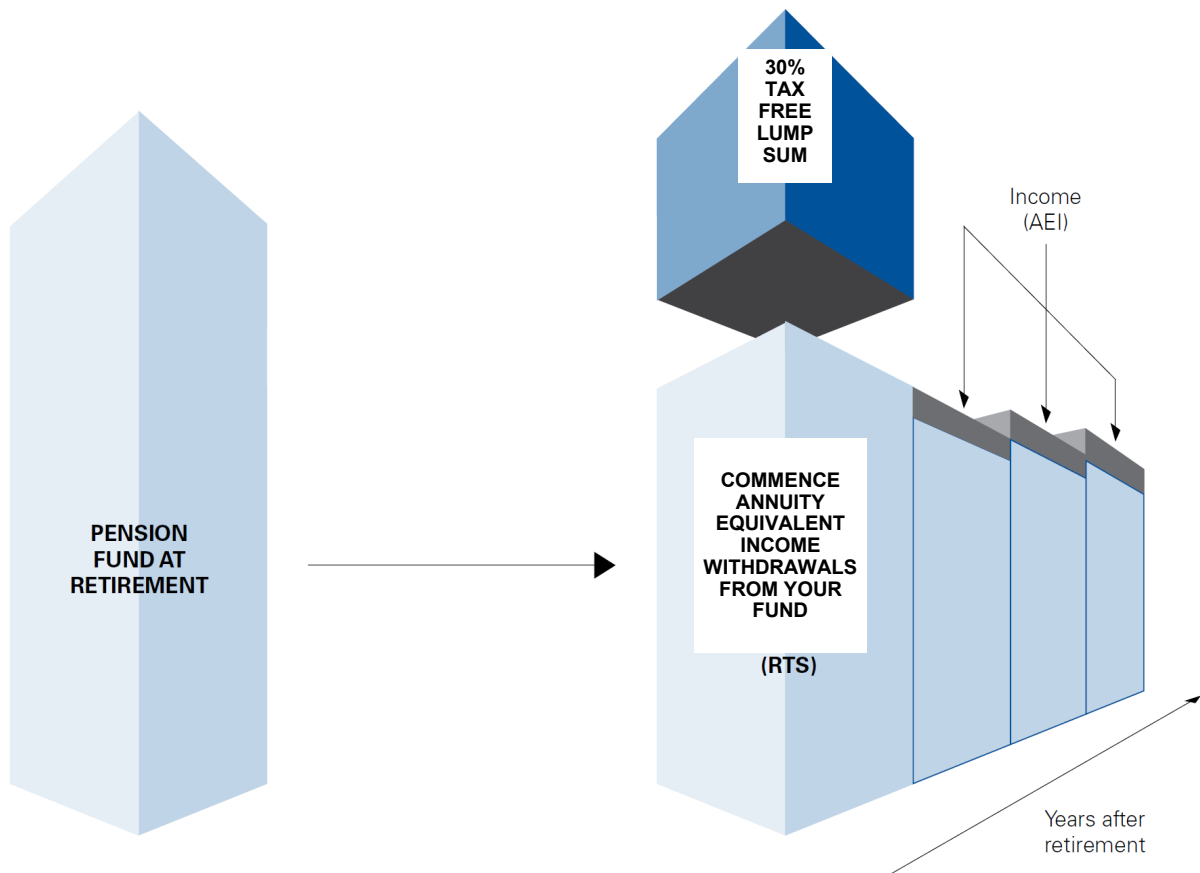 PENSION
FUND AT
RETIREMENT
30%
TAX
FREE
LUMP
SUM
Income
(AEI)
COMMENCE
ANNUITY
EQUIVALENT
INCOME
WITHDRAWALS
FROM YOUR
FUND
(RTS)
Years after
retirement